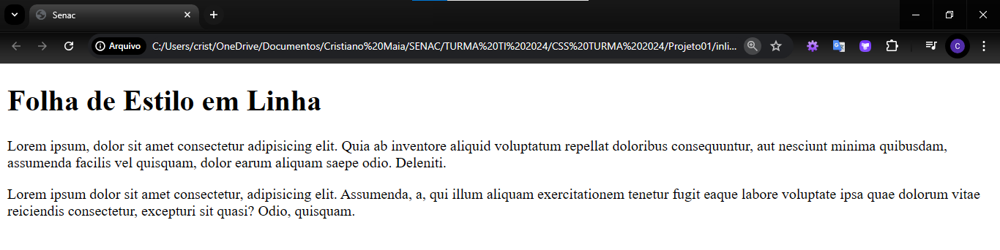 Senac
Arquivo
C:/Users/crist/OneDrive/Documentos/Cristiano%20Maia/SENAC/TURMA%20TI%202024/CSS%20TURMA%202024/Projeto01/inli...
C
Folha de Estilo em Linha
Lorem ipsum, dolor sit amet consectetur adipisicing elit. Quia ab inventore aliquid voluptatum repellat doloribus consequuntur, aut nesciunt minima quibusdam,
assumenda facilis vel quisquam, dolor earum aliquam saepe odio. Deleniti.
Lorem ipsum dolor sit amet consectetur, adipisicing elit. Assumenda, a, qui illum aliquam exercitationem tenetur fugit eaque labore voluptate ipsa quae dolorum vitae
reiciendis consectetur, excepturi sit quasi? Odio, quisquam.